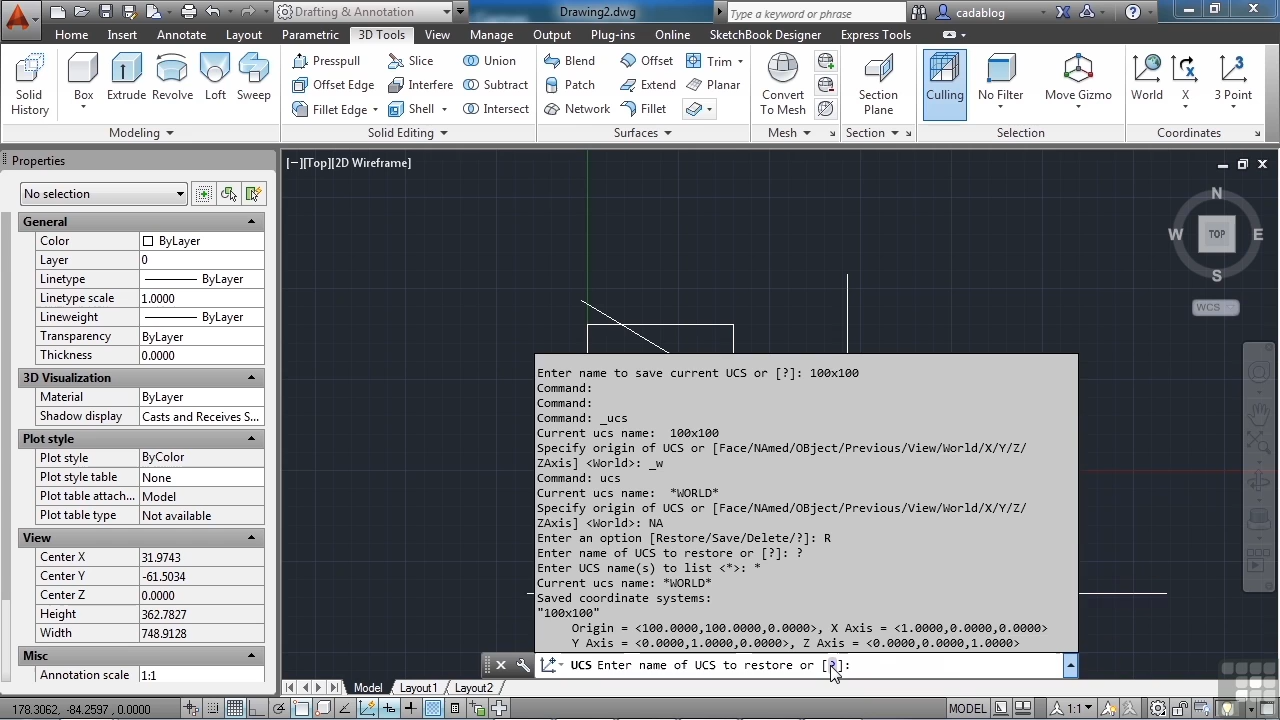 Drafting & Annotation
Drawing2.dwg
Type a keyword or phrase
cadablog
Home Insert Annotate Layout Parametric 3D Tools View Manage Output Plug-ins Online SketchBook Designer Express Tools
Solid History
Box
Extrude
Revolve
Loft
Sweep
Modeling
Presspull
Slice
Union
Offset Edge
Interfere
Subtract
Fillet Edge
Shell
Intersect
Solid Editing
Blend
Offset
Trim
Patch
Extend
Planar
Network
Fillet
Surfaces
Convert To Mesh
Mesh
Section Plane
Section
Culling
No Filter
Move Gizmo
Selection
World
X
3 Point
Coordinates
Properties
No selection
General
Color ByLayer
Layer 0
Linetype ByLayer
Linetype scale 1.0000
Lineweight ByLayer
Transparency ByLayer
Thickness 0.0000
3D Visualization
Material ByLayer
Shadow display Casts and Receives S...
Plot style
Plot style ByColor
Plot style table None
Plot table attach... Model
Plot table type Not available
View
Center X 31.9743
Center Y -61.5034
Center Z 0.0000
Height 362.7827
Width 748.9128
Misc
Annotation scale 1:1
[−][Top][2D Wireframe]
N
W TOP E
S
WCS
Enter name to save current UCS or [?]: 100x100
Command:
Command:
Command: _ucs
Current ucs name:  100x100
Specify origin of UCS or [Face/NAmed/OBject/Previous/View/World/X/Y/Z/
ZAxis] <World>: _w
Command: ucs
Current ucs name:  *WORLD*
Specify origin of UCS or [Face/NAmed/OBject/Previous/View/World/X/Y/Z/
ZAxis] <World>: NA
Enter an option [Restore/Save/Delete/?]: R
Enter name of UCS to restore or [?]: ?
Enter UCS name(s) to list <*>: *
Current ucs name: *WORLD*
Saved coordinate systems:
"100x100"
Origin = <100.0000,100.0000,0.0000>, X Axis = <1.0000,0.0000,0.0000>
Y Axis = <0.0000,1.0000,0.0000>, Z Axis = <0.0000,0.0000,1.0000>
UCS Enter name of UCS to restore or [?]:
Model Layout1 Layout2
178.3062, -84.2597, 0.0000
MODEL
1:1